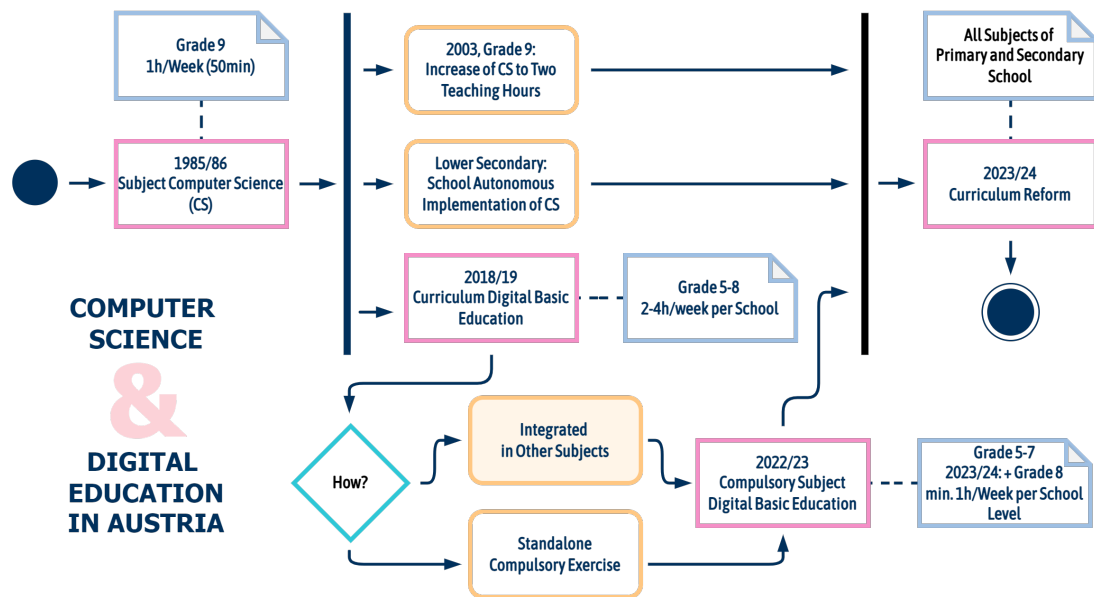 Grade 9
1h/Week (50min)
1985/86
Subject Computer Science
(CS)
2003, Grade 9:
Increase of CS to Two
Teaching Hours
Lower Secondary:
School Autonomous
Implementation of CS
2018/19
Curriculum Digital Basic
Education
Grade 5-8
2-4h/week per School
All Subjects of
Primary and Secondary
School
2023/24
Curriculum Reform
COMPUTER
SCIENCE
&
DIGITAL
EDUCATION
IN AUSTRIA
How?
Integrated
in Other Subjects
Standalone
Compulsory Exercise
2022/23
Compulsory Subject
Digital Basic Education
Grade 5-7
2023/24: + Grade 8
min. 1h/Week per School
Level